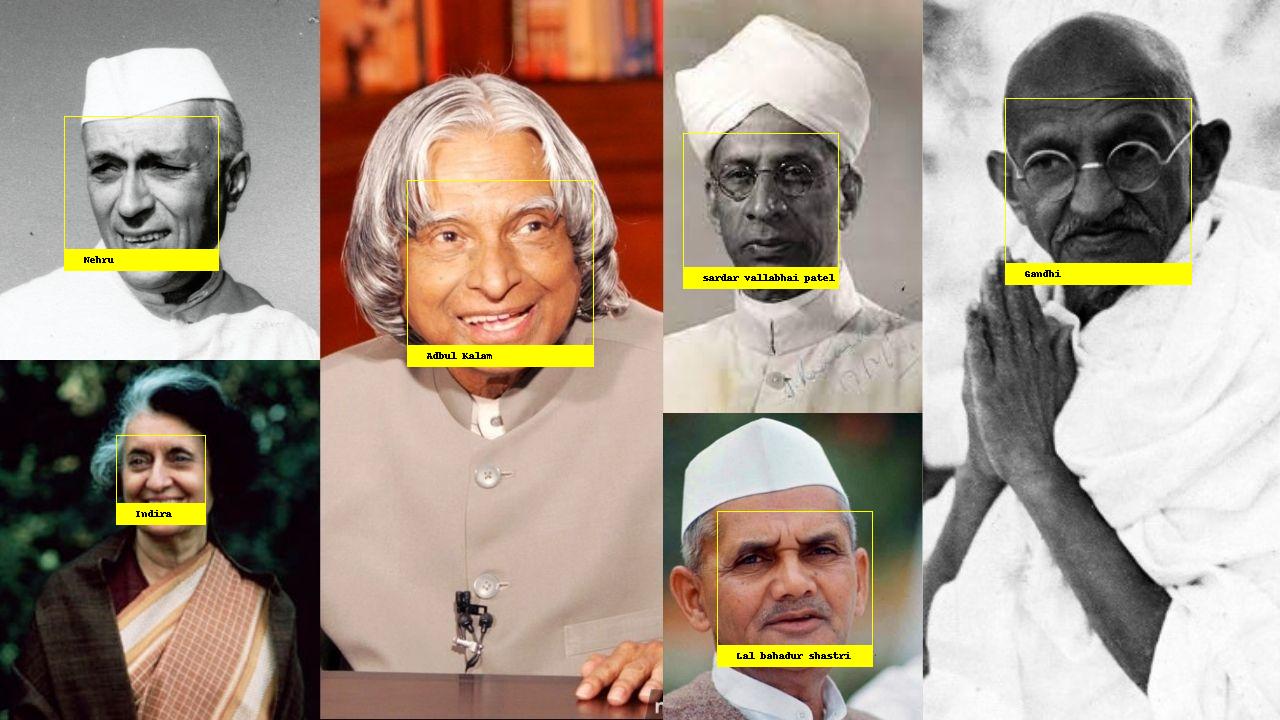 Nehru
Adbul Kalam
sardar vallabhai patel
Gandhi
Indira
Lal bahadur shastri